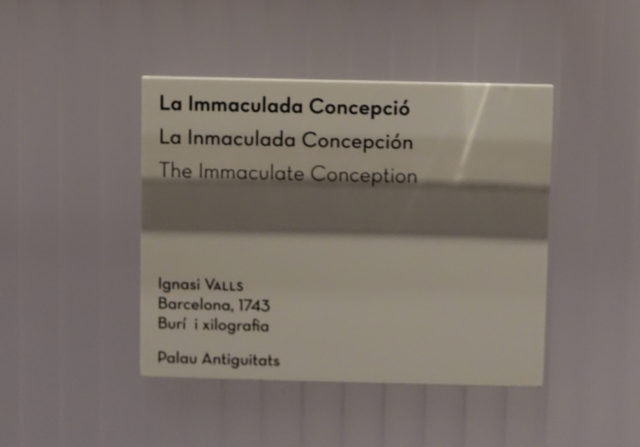 La Immaculada Concepció
La Inmaculada Concepción
The Immaculate Conception
Ignasi VALLS
Barcelona, 1743
Burí i xilografia
Palau Antiguitats